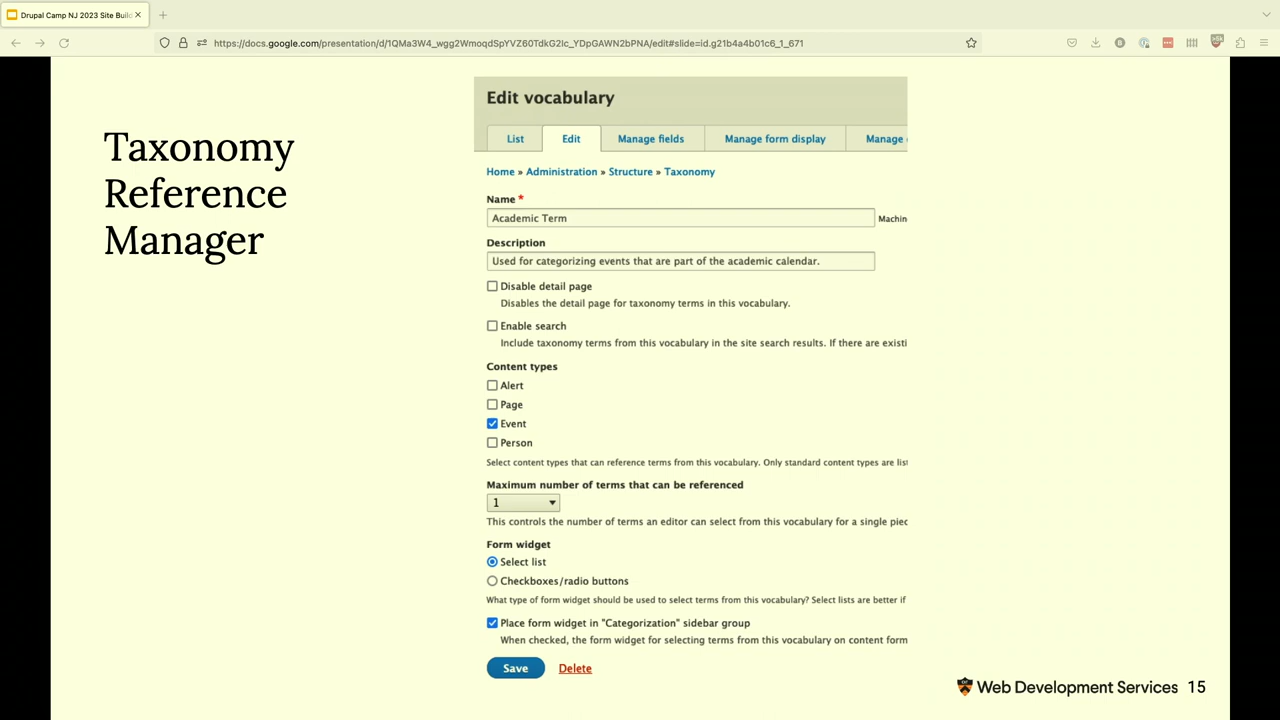 Drupal Camp NJ 2023 Site Buil
https://docs.google.com/presentation/d/1QMa3W4_wgg2WmoqdSpYVZ60TdkG2Ic_YDpGAWN2bPNA/edit#slide=id.g21b4a4b01c6_1_671
Taxonomy
Reference
Manager
Edit vocabulary
List Edit Manage fields Manage form display Manage
Home » Administration » Structure » Taxonomy
Name *
Academic Term Machin
Description
Used for categorizing events that are part of the academic calendar.
Disable detail page
Disables the detail page for taxonomy terms in this vocabulary.
Enable search
Include taxonomy terms from this vocabulary in the site search results. If there are existi
Content types
Alert
Page
Event
Person
Select content types that can reference terms from this vocabulary. Only standard content types are list
Maximum number of terms that can be referenced
1
This controls the number of terms an editor can select from this vocabulary for a single piec
Form widget
Select list
Checkboxes/radio buttons
What type of form widget should be used to select terms from this vocabulary? Select lists are better if
Place form widget in "Categorization" sidebar group
When checked, the form widget for selecting terms from this vocabulary on content form
Save Delete
Web Development Services 15